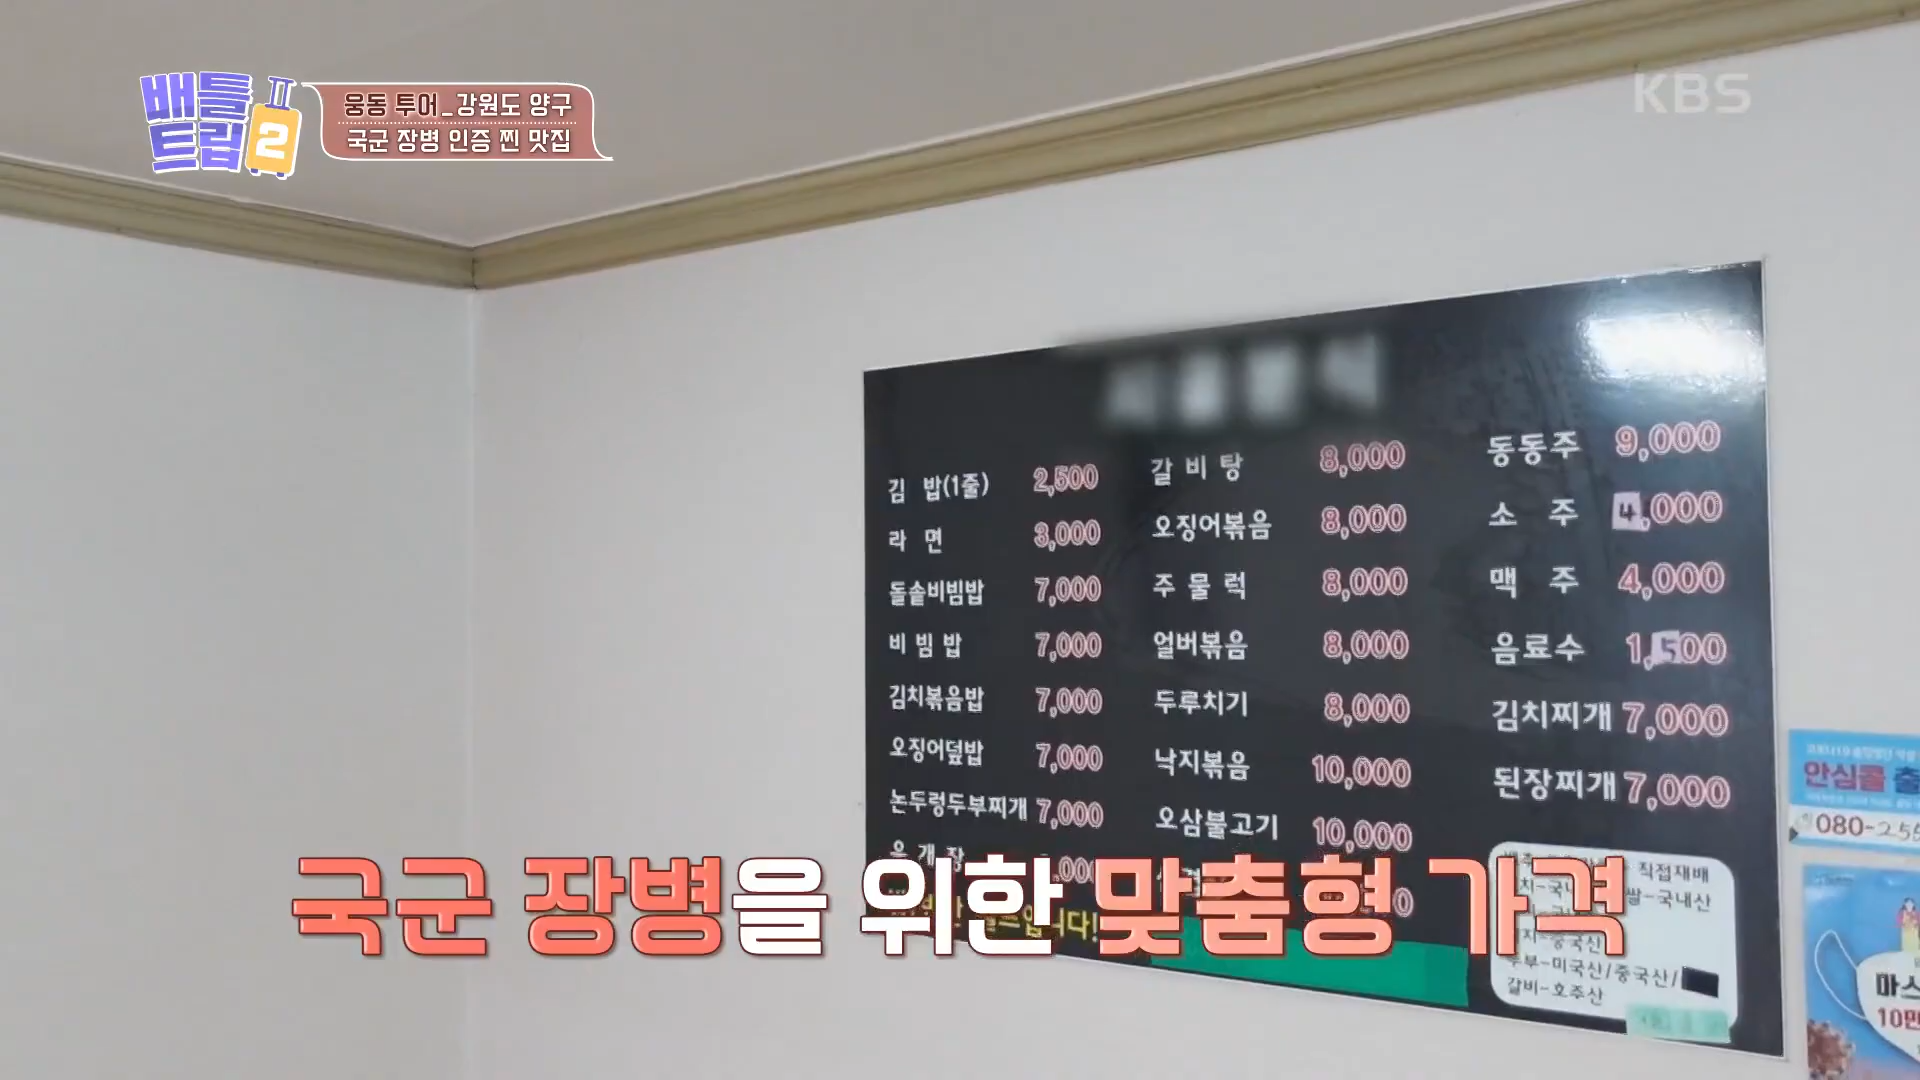 배틀
트립 2
웅동 투어_강원도 양구
국군 장병 인증 찐 맛집
KBS
김 밥(1줄) 2,500
라 면 3,000
돌솥비빔밥 7,000
비 빔 밥 7,000
김치볶음밥 7,000
오징어덮밥 7,000
논두렁두부찌개 7,000
갈 비 탕 8,000
오징어볶음 8,000
주 물 럭 8,000
얼버볶음 8,000
두루치기 8,000
낙지볶음 10,000
오삼불고기 10,000
동동주 9,000
소 주 4,000
맥 주 4,000
음료수 1,500
김치찌개 7,000
된장찌개 7,000
직접재배
쌀-국내산
중국산
두부-미국산/중국산/
갈비-호주산
안심콜
080-255
국군 장병을 위한 맞춤형 가격